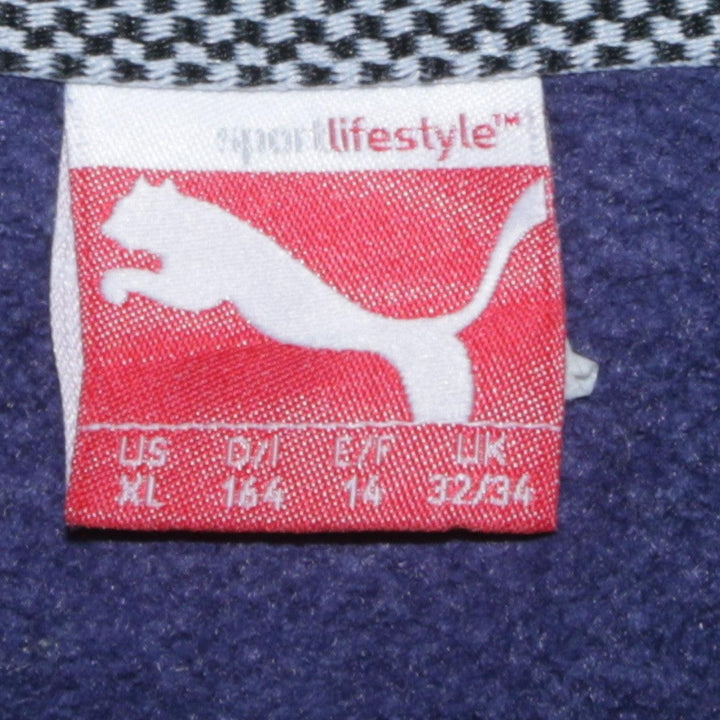 sportlifestyle™
US D/I E/F UK
XL 164 14 32/34